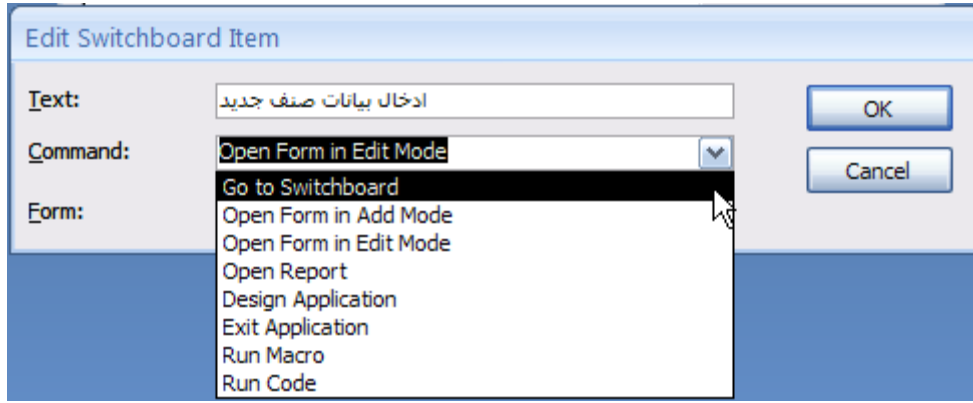 Edit Switchboard Item
Text:
ادخال بيانات صنف جديد
OK
Command:
Open Form in Edit Mode
Cancel
Go to Switchboard
Form:
Open Form in Add Mode
Open Form in Edit Mode
Open Report
Design Application
Exit Application
Run Macro
Run Code